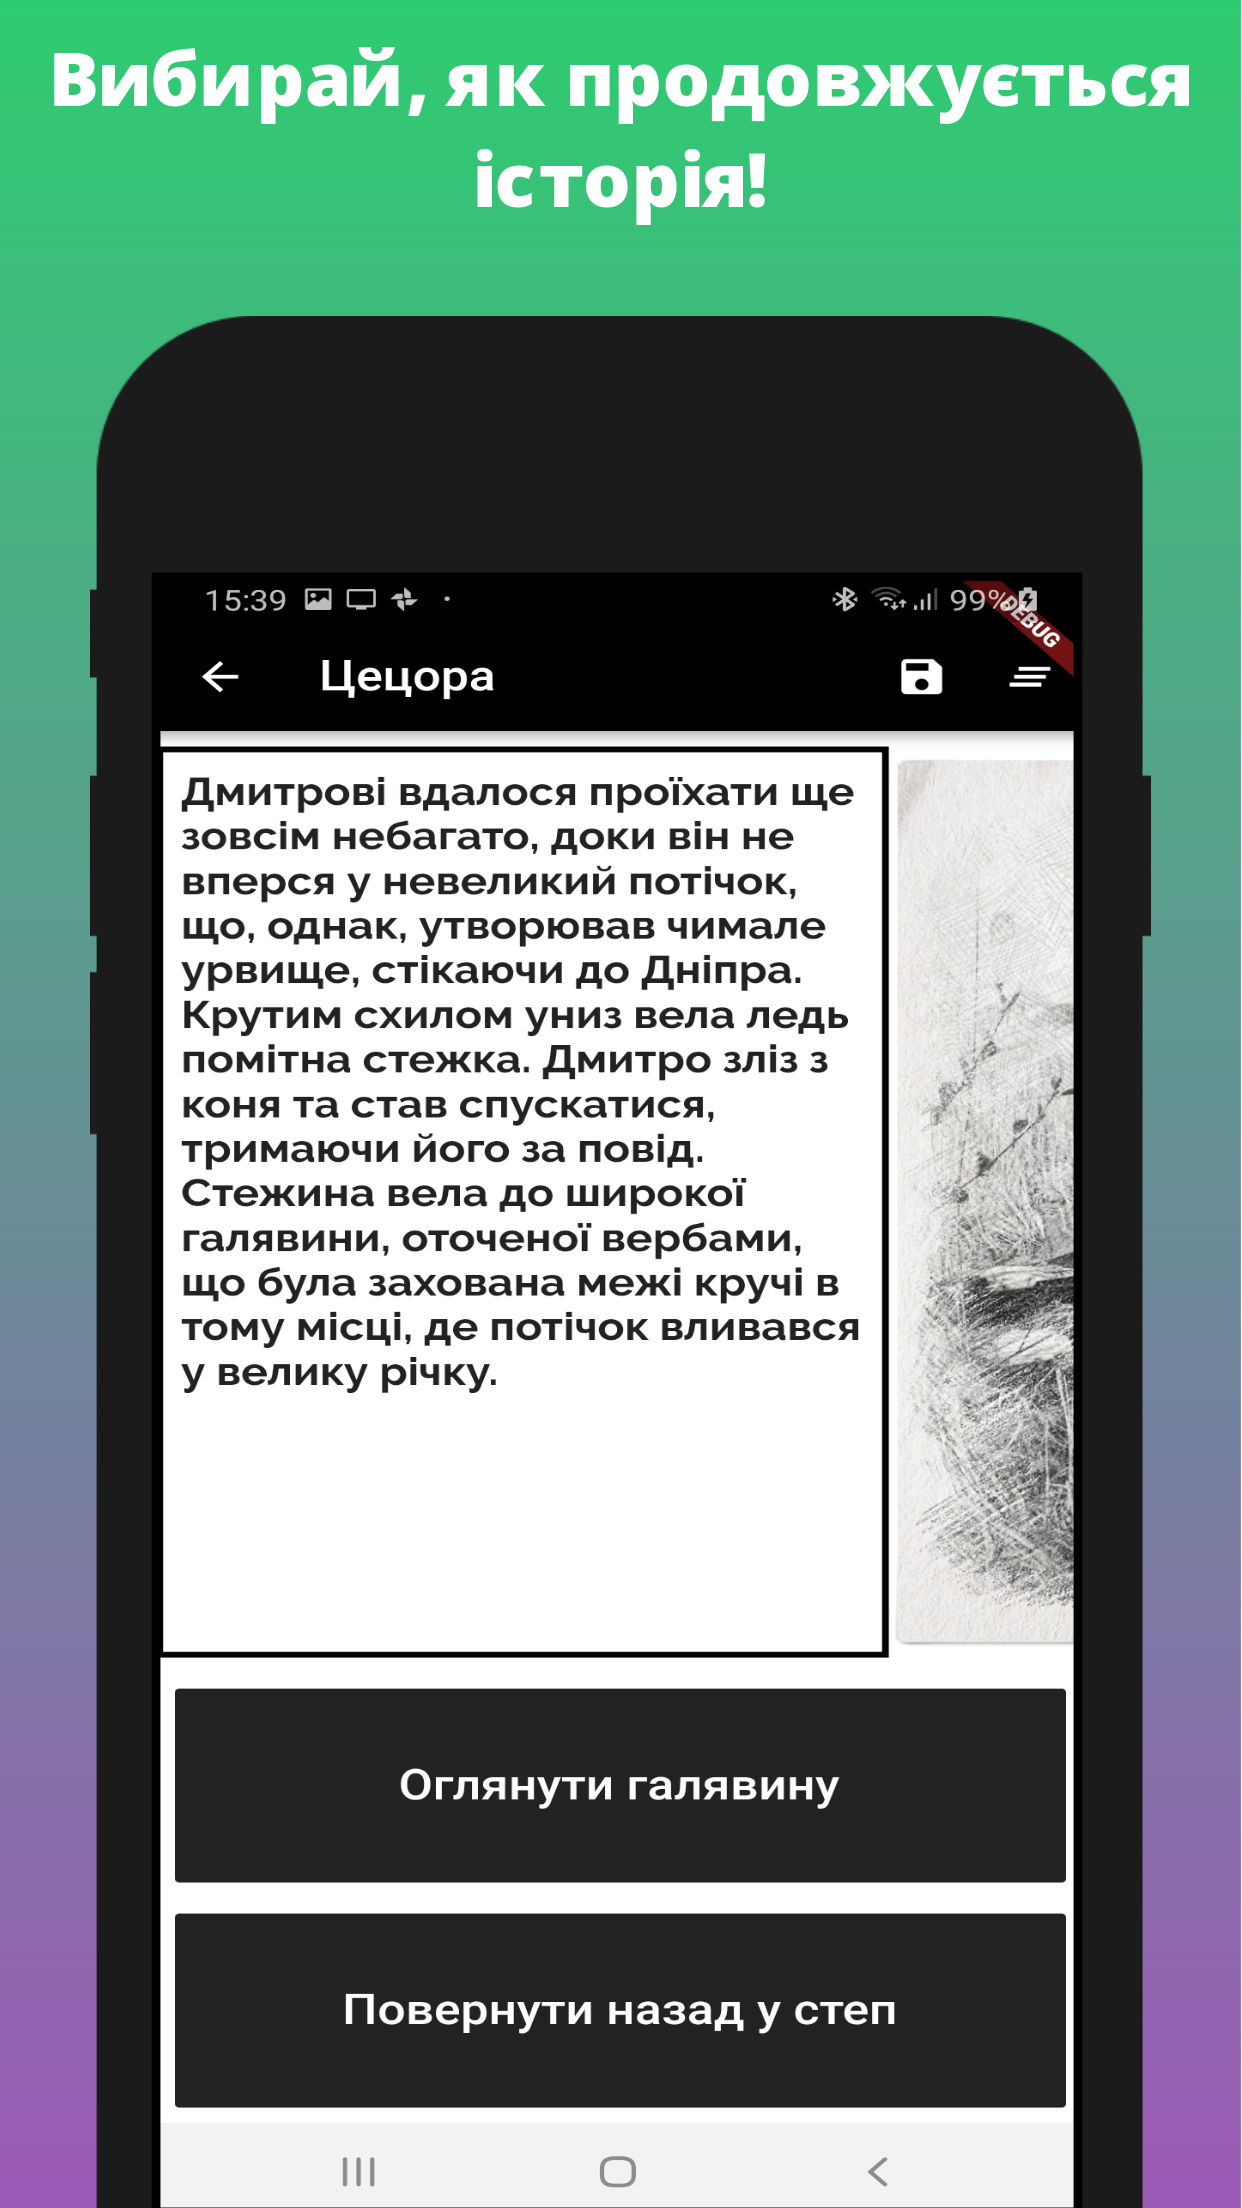 Вибирай, як продовжується
історія!
15:39
99%
DEBUG
Цецора
Дмитрові вдалося проїхати ще
зовсім небагато, доки він не
вперся у невеликий потічок,
що, однак, утворював чимале
урвище, стікаючи до Дніпра.
Крутим схилом униз вела ледь
помітна стежка. Дмитро зліз з
коня та став спускатися,
тримаючи його за повід.
Стежина вела до широкої
галявини, оточеної вербами,
що була захована межі кручі в
тому місці, де потічок вливався
у велику річку.
Оглянути галявину
Повернути назад у степ